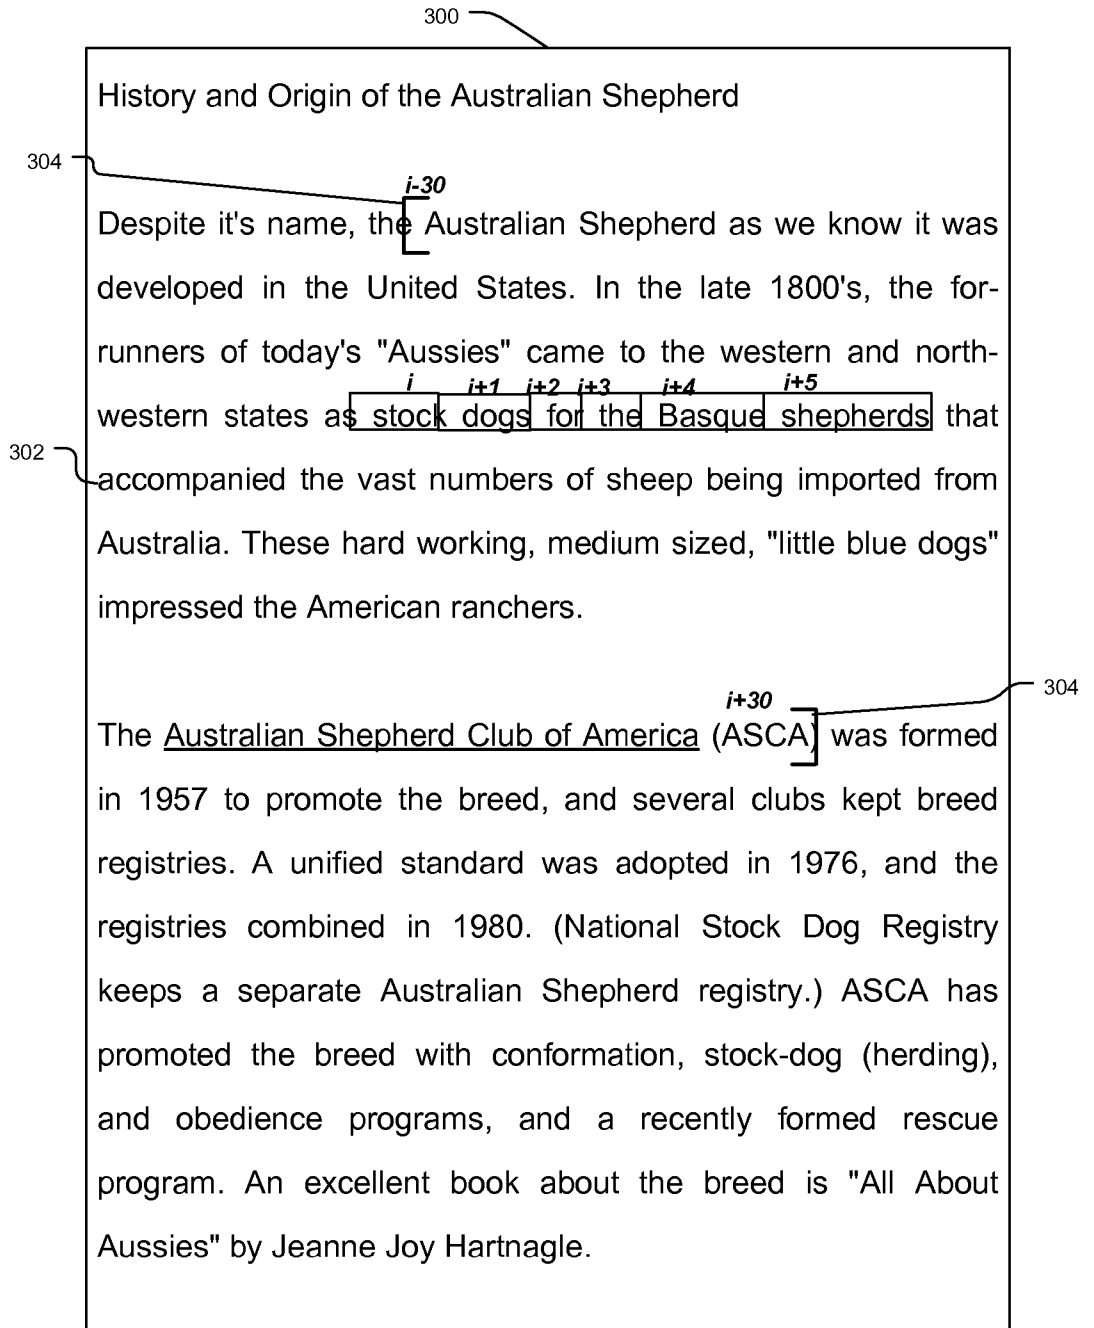 300
History and Origin of the Australian Shepherd
304
i-30
Despite it's name, the Australian Shepherd as we know it was
developed in the United States. In the late 1800's, the for-
runners of today's "Aussies" came to the western and north-
i i+1 i+2 i+3 i+4 i+5
western states as stock dogs for the Basque shepherds that
302
accompanied the vast numbers of sheep being imported from
Australia. These hard working, medium sized, "little blue dogs"
impressed the American ranchers.
304
i+30
The Australian Shepherd Club of America (ASCA) was formed
in 1957 to promote the breed, and several clubs kept breed
registries. A unified standard was adopted in 1976, and the
registries combined in 1980. (National Stock Dog Registry
keeps a separate Australian Shepherd registry.) ASCA has
promoted the breed with conformation, stock-dog (herding),
and obedience programs, and a recently formed rescue
program. An excellent book about the breed is "All About
Aussies" by Jeanne Joy Hartnagle.